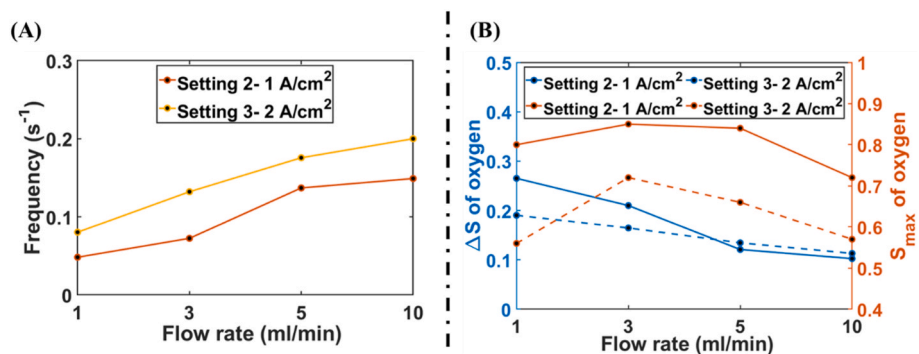 (A)
0.3
0.2
0.1
0
Frequency (s⁻¹)
Setting 2- 1 A/cm²
Setting 3- 2 A/cm²
1 3 5 10
Flow rate (ml/min)
(B)
0.5
0.4
0.3
0.2
0.1
0
△S of oxygen
Setting 2- 1 A/cm² Setting 3- 2 A/cm²
Setting 2- 1 A/cm² Setting 3- 2 A/cm²
1
0.9
0.8
0.7
0.6
0.5
0.4
Smax of oxygen
1 3 5 10
Flow rate (ml/min)